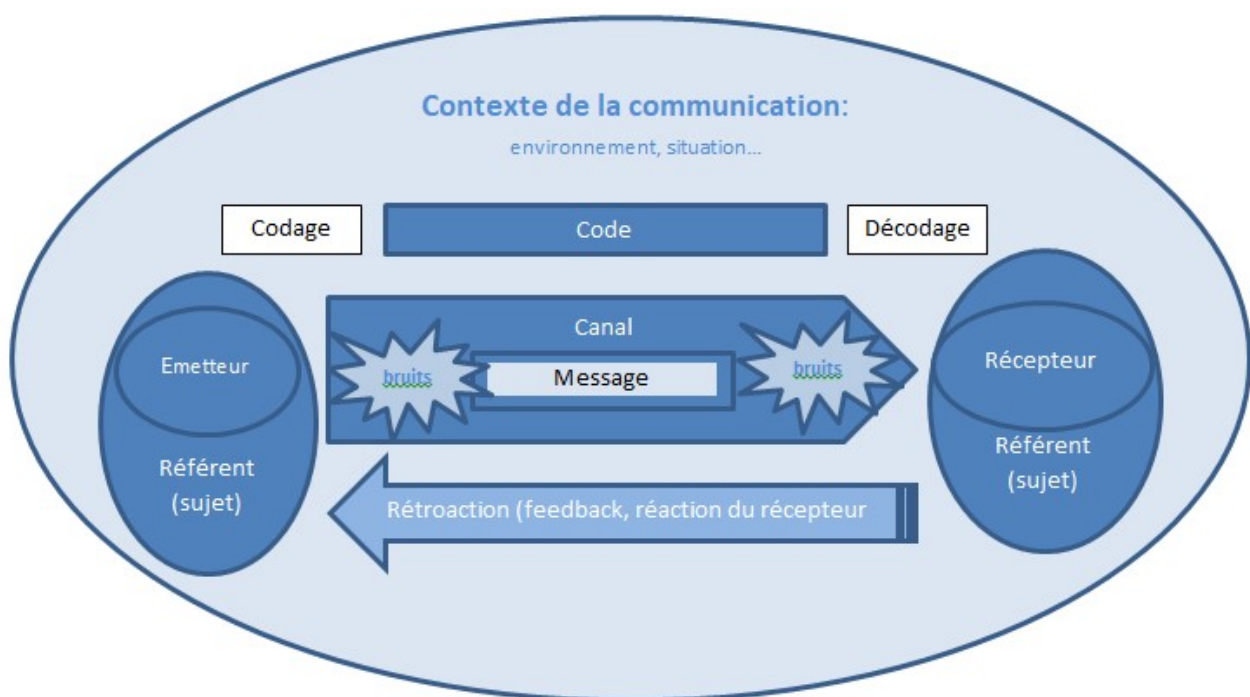 Contexte de la communication:
environnement, situation...
Codage
Code
Décodage
Canal
Emetteur
bruits
Message
bruits
Récepteur
Référent
(sujet)
Référent
(sujet)
Rétroaction (feedback, réaction du récepteur